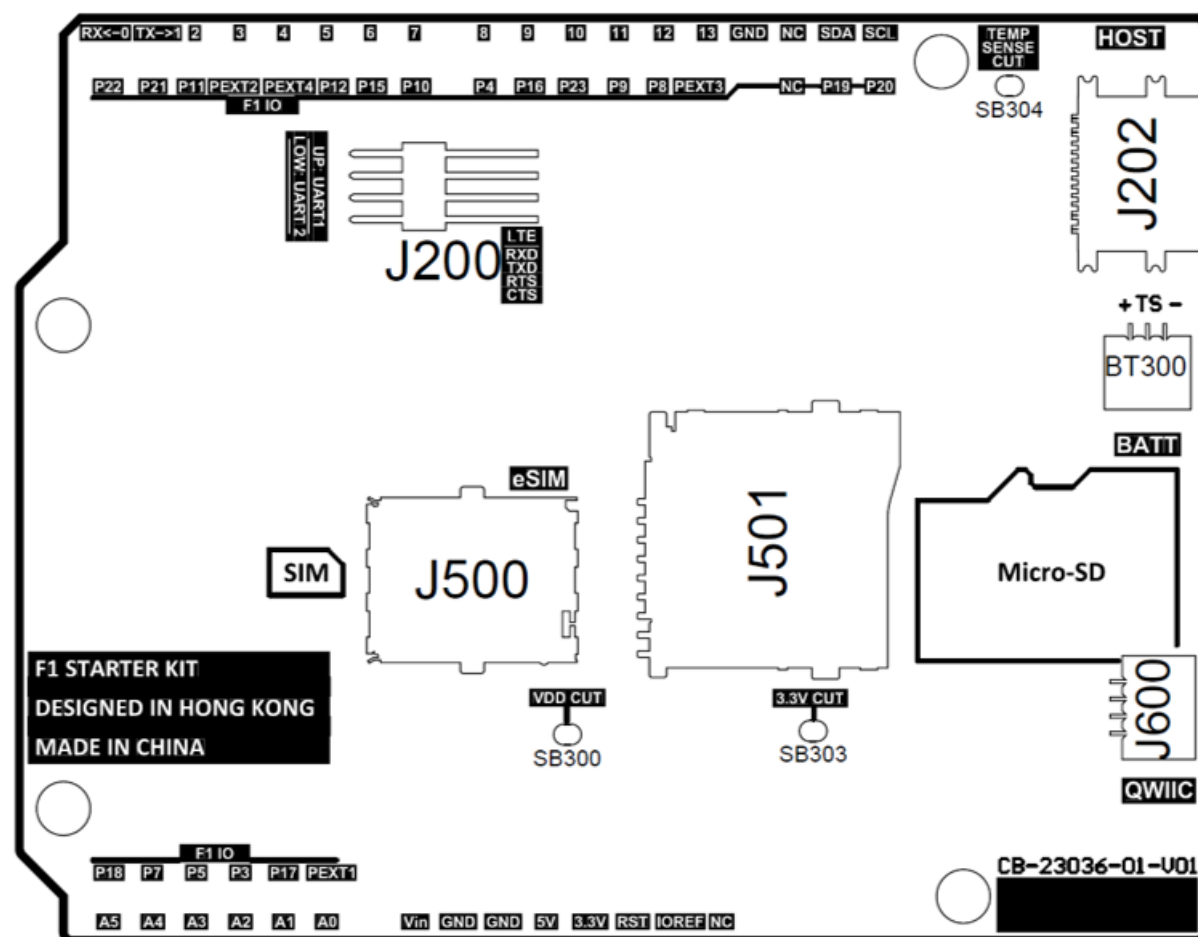 RX<-0 TX->1 2 3 4 5 6 7 8 9 10 11 12 13 GND NC SDA SCL
TEMP
SENSE
CUT
SB304
HOST
P22 P21 P11 PEXT2 PEXT4 P12 P15 P10 P4 P16 P23 P9 P8 PEXT3 NC P19 P20
F1 IO
UP: UART1
LOW: UART 2
J200
LTE
RXD
TXD
RTS
CTS
J202
+ TS -
BT300
BATT
eSIM
SIM
J500
J501
Micro-SD
F1 STARTER KIT
DESIGNED IN HONG KONG
MADE IN CHINA
VDD CUT
SB300
3.3V CUT
SB303
J600
QWIIC
F1 IO
P18 P7 P5 P3 P17 PEXT1
CB-23036-01-V01
A5 A4 A3 A2 A1 A0 Vin GND GND 5V 3.3V RST IOREF NC